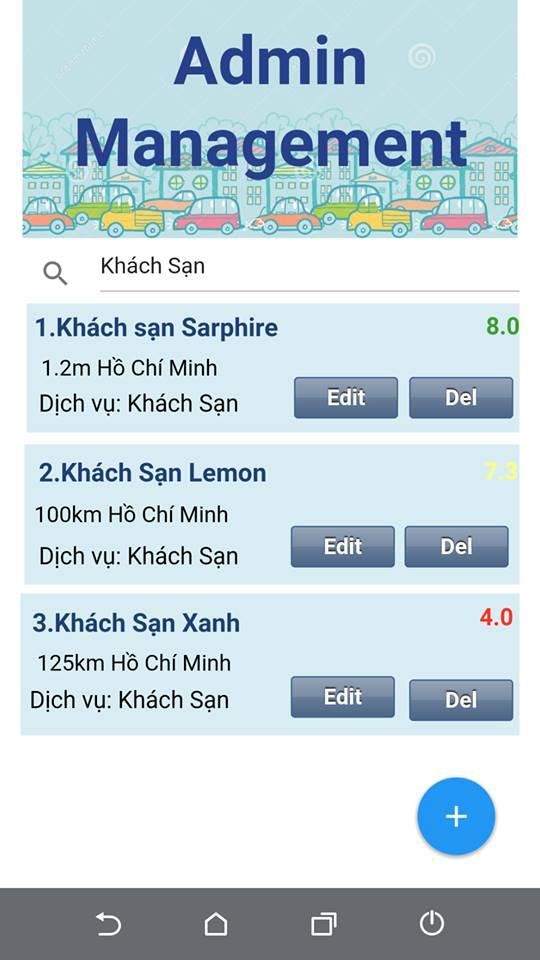 Admin
Management
Khách Sạn
1.Khách sạn Sarphire 8.0
1.2m Hồ Chí Minh
Dịch vụ: Khách Sạn Edit Del
2.Khách Sạn Lemon 7.3
100km Hồ Chí Minh
Dịch vụ: Khách Sạn Edit Del
3.Khách Sạn Xanh 4.0
125km Hồ Chí Minh
Dịch vụ: Khách Sạn Edit Del
+